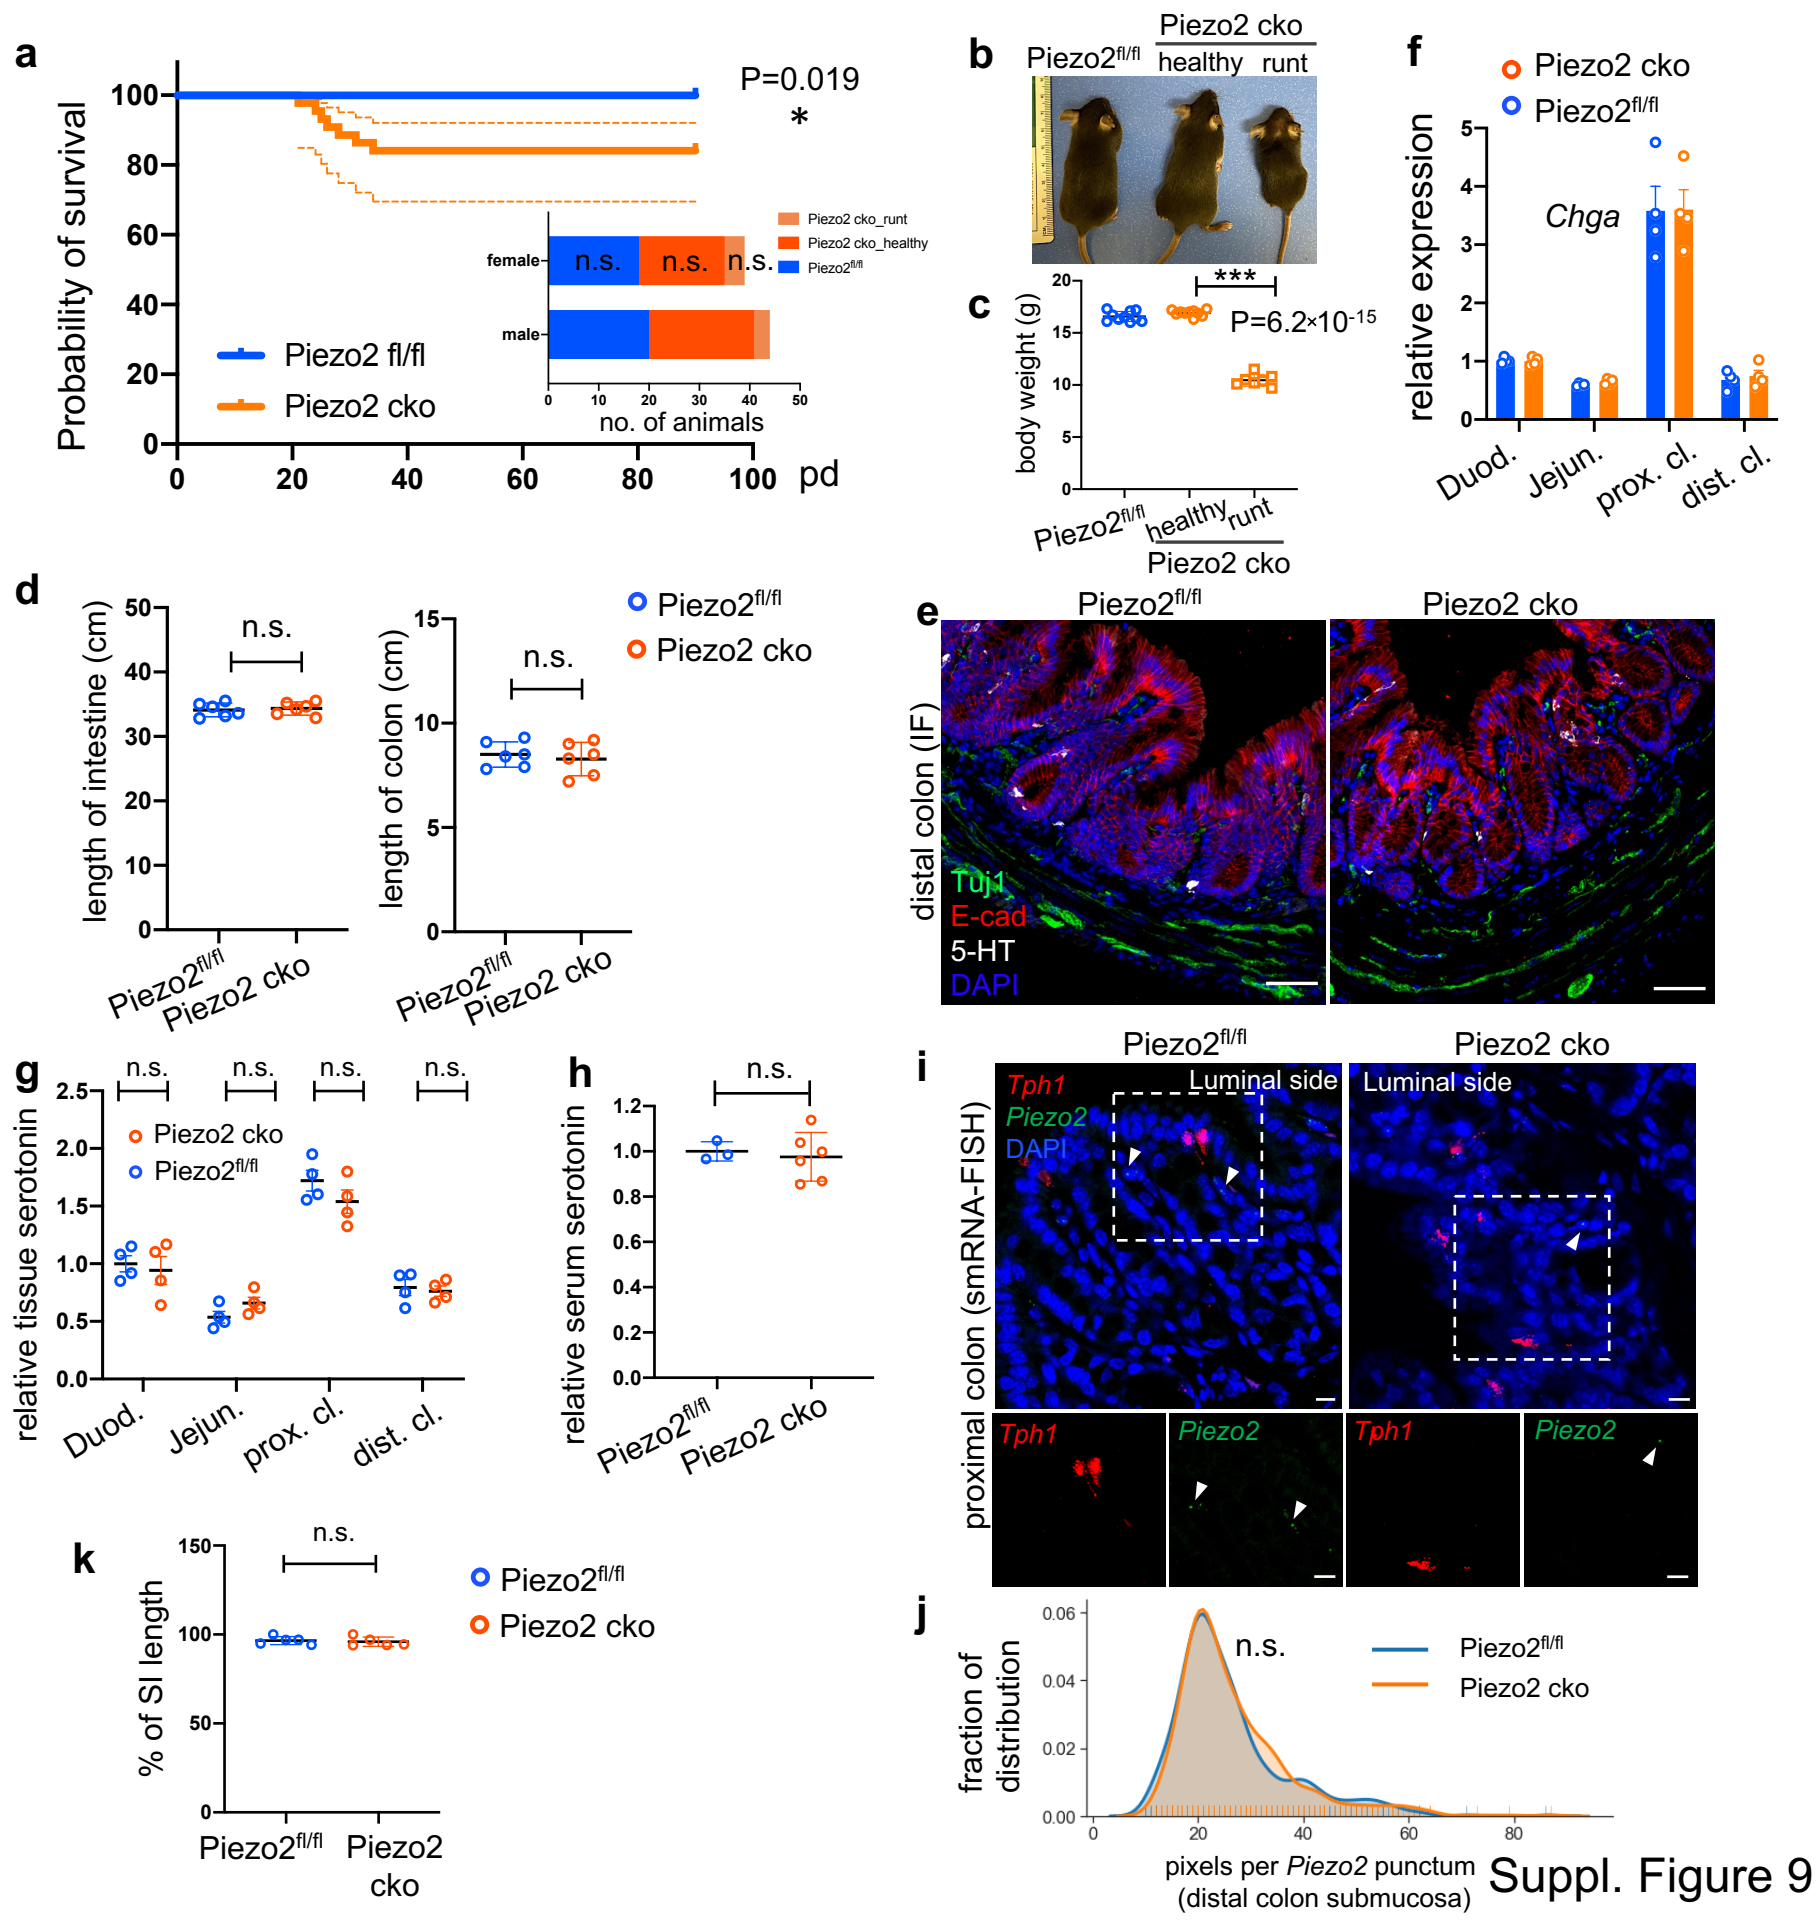 a
Probability of survival
100
80
60
40
20
0
0 20 40 60 80 100 pd
P=0.019
*
Piezo2 fl/fl
Piezo2 cko
female
male
n.s. n.s. n.s.
0 10 20 30 40 50
no. of animals
Piezo2 cko_runt
Piezo2 cko_healthy
Piezo2fl/fl
b
Piezo2 cko
Piezo2fl/fl healthy runt
c
body weight (g)
20
15
10
5
0
***
P=6.2×10-15
Piezo2fl/fl healthy runt
Piezo2 cko
f
Piezo2 cko
Piezo2fl/fl
relative expression
5
4
3
2
1
0
Chga
Duod. Jejun. prox. cl. dist. cl.
d
length of intestine (cm)
50
40
30
20
10
0
n.s.
Piezo2fl/fl
Piezo2 cko
length of colon (cm)
15
10
5
0
n.s.
Piezo2fl/fl
Piezo2 cko
Piezo2fl/fl
Piezo2 cko
e
Piezo2fl/fl Piezo2 cko
distal colon (IF)
Tuj1
E-cad
5-HT
DAPI
g
relative tissue serotonin
2.5
2.0
1.5
1.0
0.5
0.0
n.s. n.s. n.s. n.s.
Piezo2 cko
Piezo2fl/fl
Duod. Jejun. prox. cl. dist. cl.
h
relative serum serotonin
1.2
1.0
0.8
0.6
0.4
0.2
0.0
n.s.
Piezo2fl/fl
Piezo2 cko
i
Piezo2fl/fl Piezo2 cko
proximal colon (smRNA-FISH)
Tph1
Piezo2
DAPI
Luminal side
Luminal side
Tph1 Piezo2 Tph1 Piezo2
k
% of SI length
150
100
50
0
n.s.
Piezo2fl/fl
Piezo2
cko
Piezo2fl/fl
Piezo2 cko
j
fraction of
distribution
0.06
0.04
0.02
0.00
0 20 40 60 80
n.s.
Piezo2fl/fl
Piezo2 cko
pixels per Piezo2 punctum
(distal colon submucosa)
Suppl. Figure 9